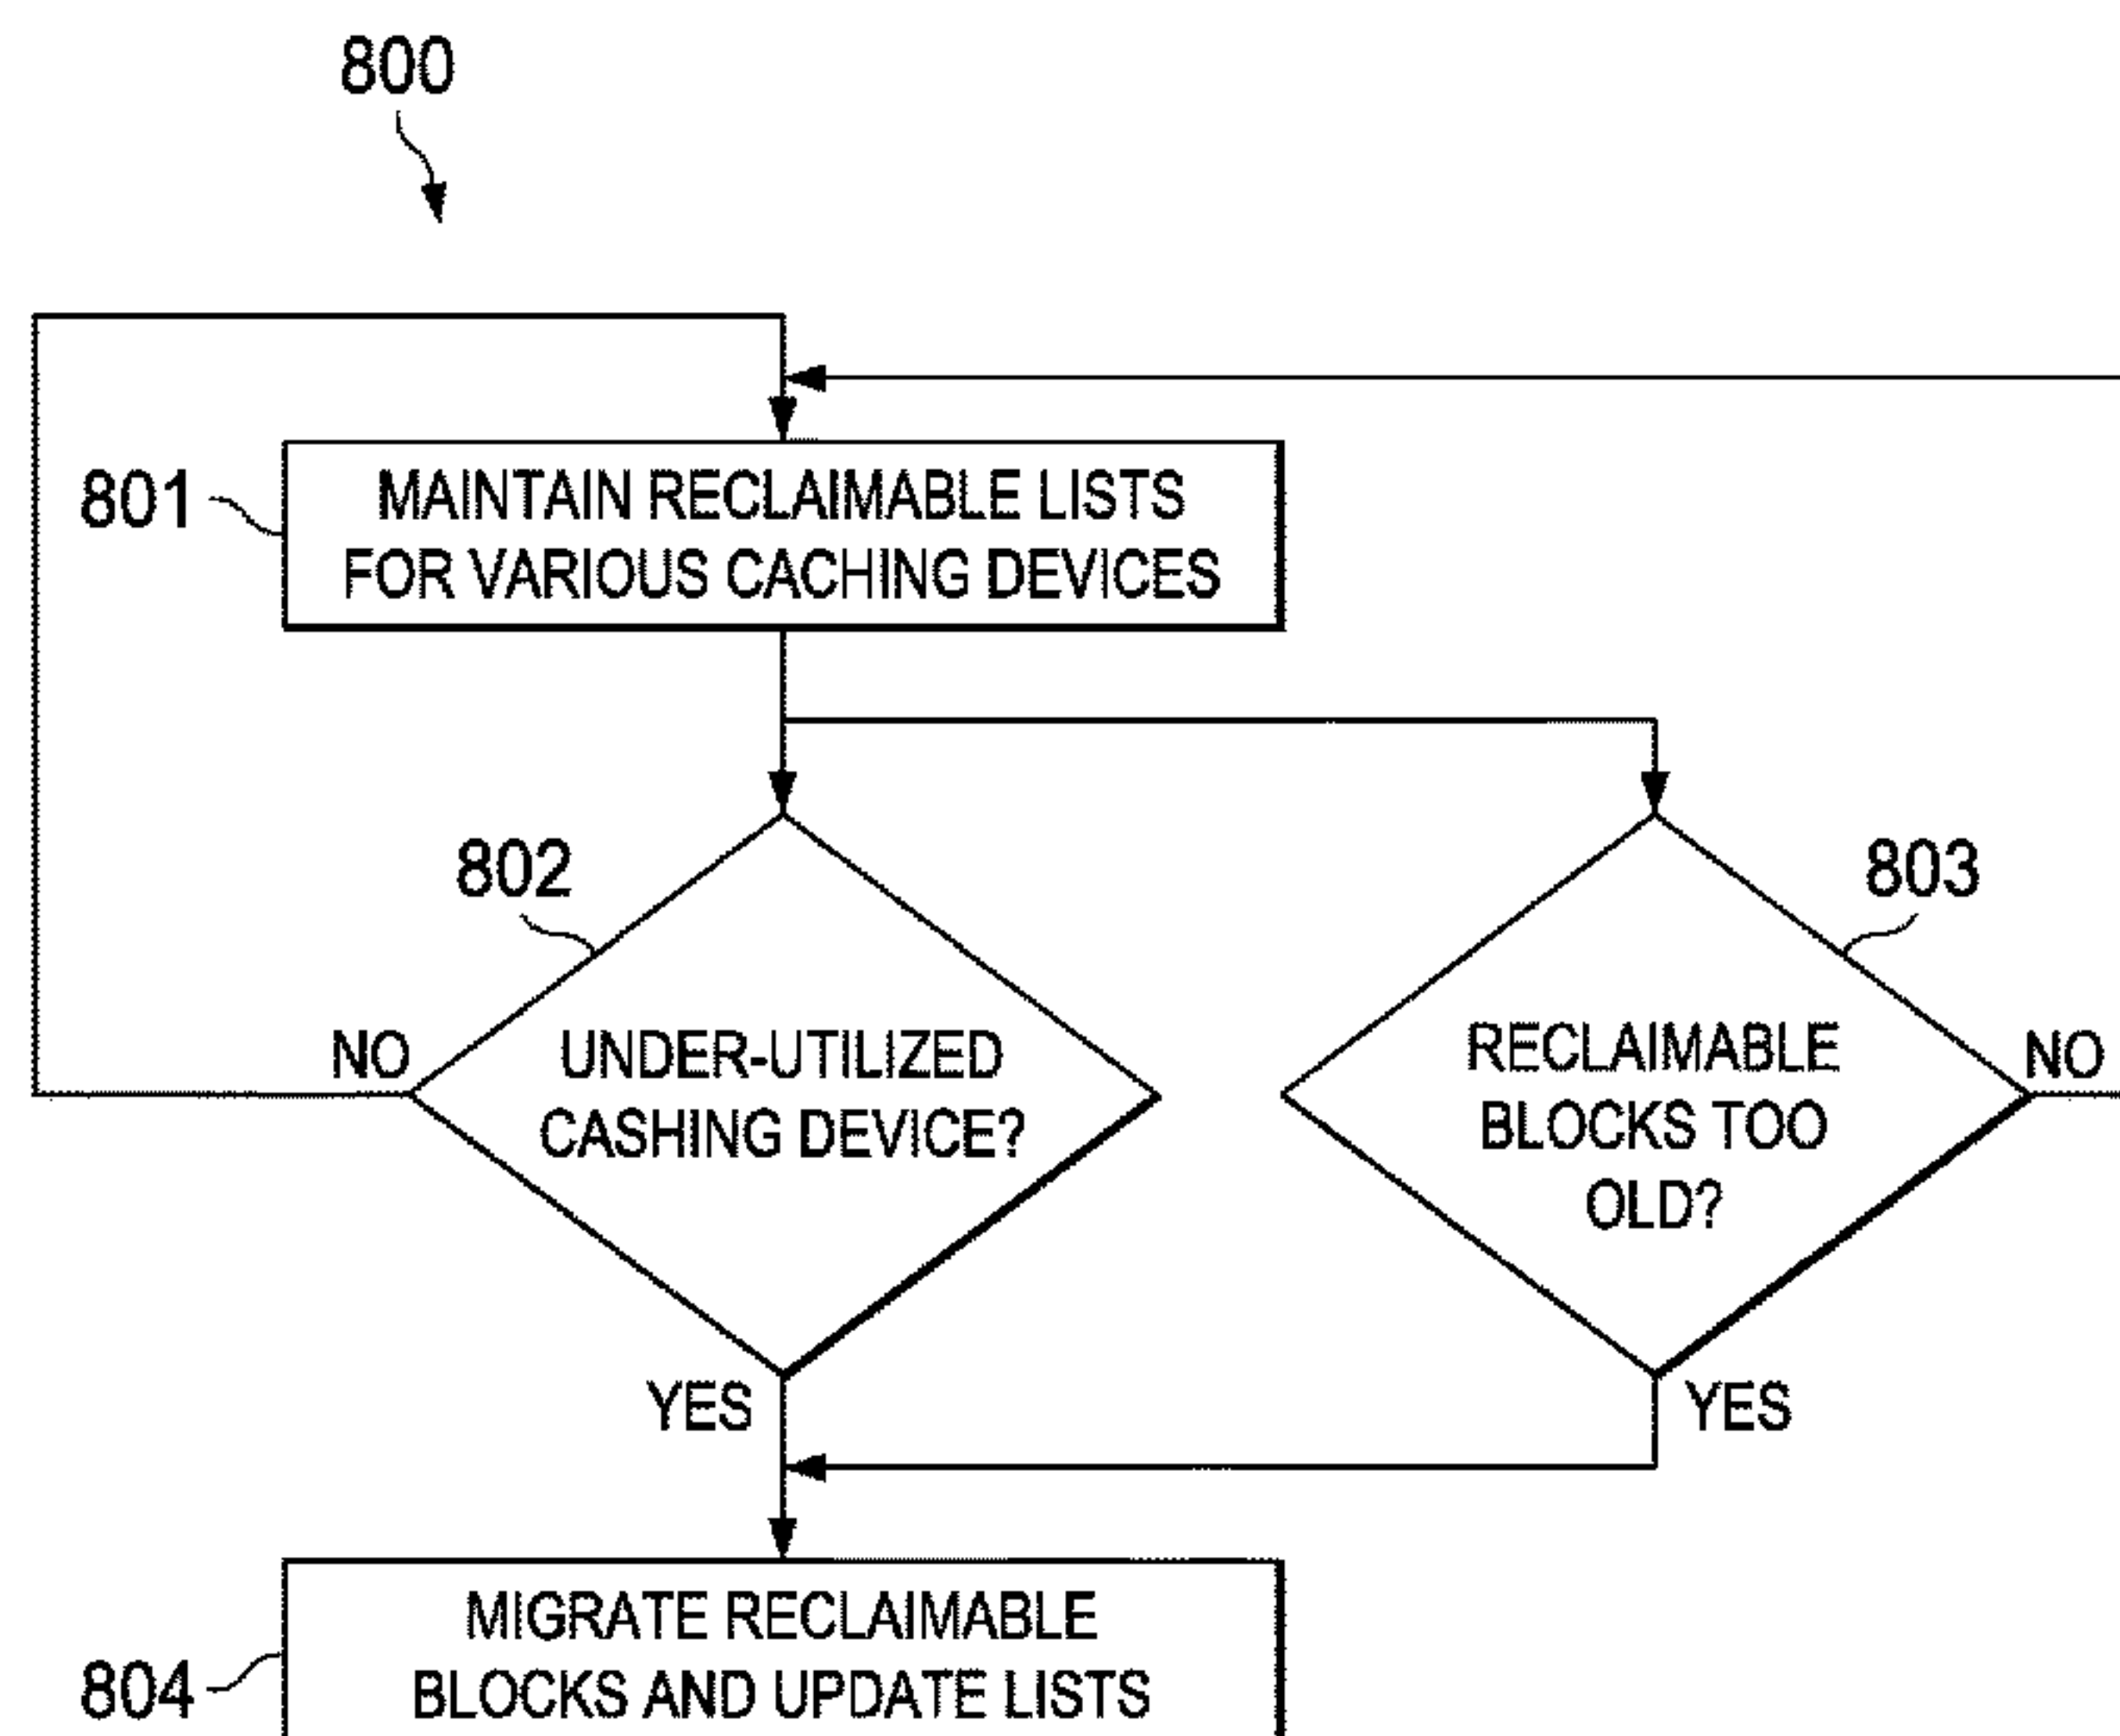 800
801
MAINTAIN RECLAIMABLE LISTS
FOR VARIOUS CACHING DEVICES
802
803
NO
UNDER-UTILIZED
CASHING DEVICE?
RECLAIMABLE
BLOCKS TOO
OLD?
NO
YES
YES
804
MIGRATE RECLAIMABLE
BLOCKS AND UPDATE LISTS